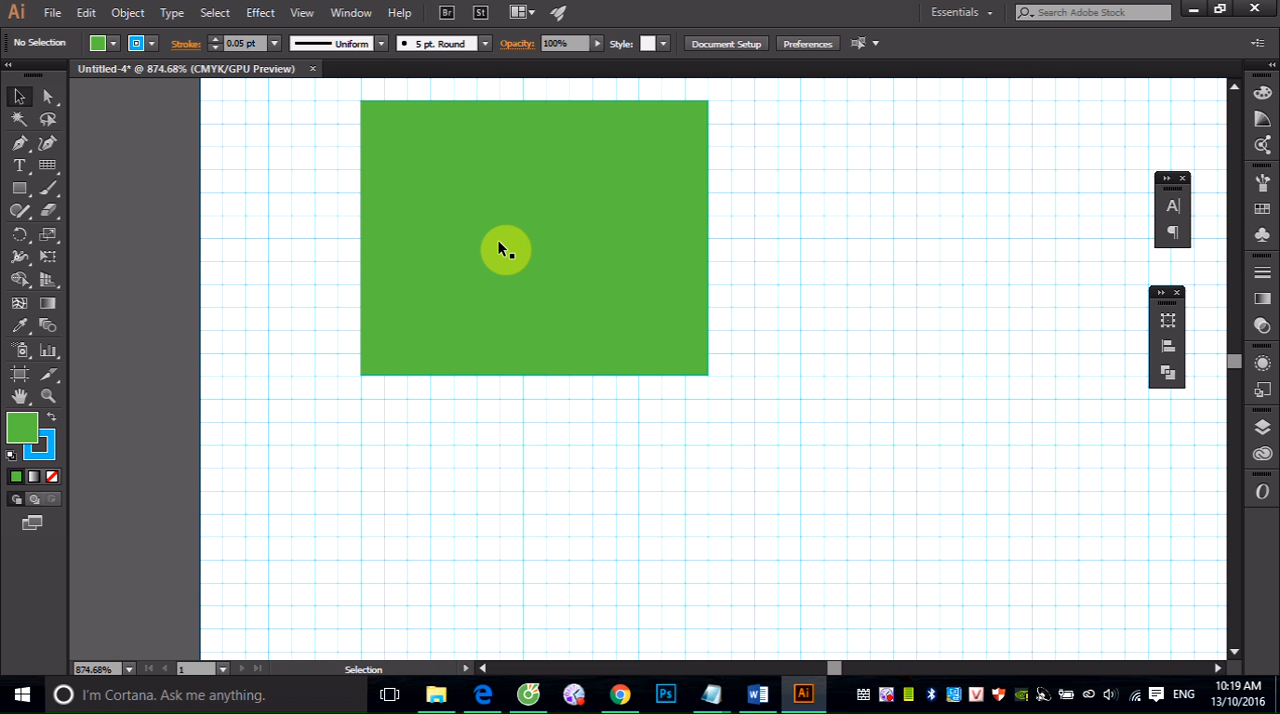 Ai File Edit Object Type Select Effect View Window Help Br St Essentials Search Adobe Stock
No Selection Stroke: 0.05 pt Uniform 5 pt. Round Opacity: 100% Style: Document Setup Preferences
Untitled-4* @ 874.68% (CMYK/GPU Preview)
874.68% 1 Selection
I'm Cortana. Ask me anything. Ps Ai ENG 10:19 AM
13/10/2016